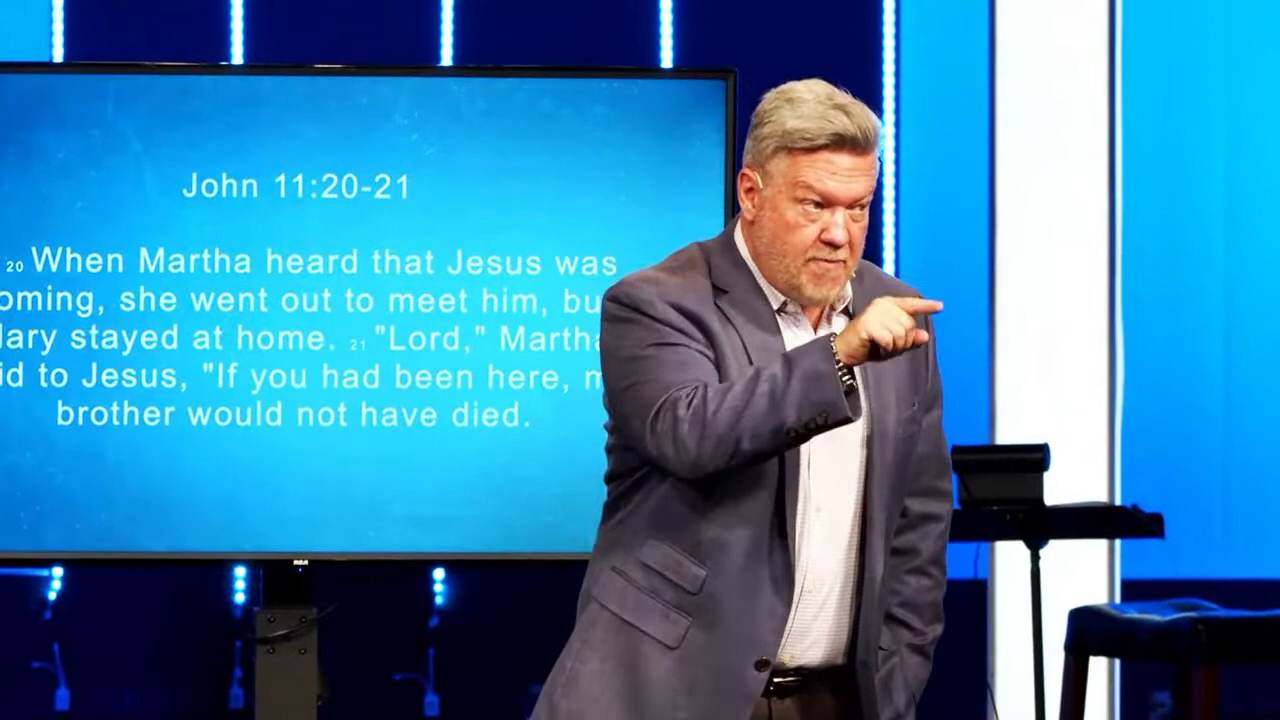 John 11:20-21
20 When Martha heard that Jesus was
oming, she went out to meet him, bu
ary stayed at home. 21 "Lord," Martha
id to Jesus, "If you had been here, m
brother would not have died.
RCA